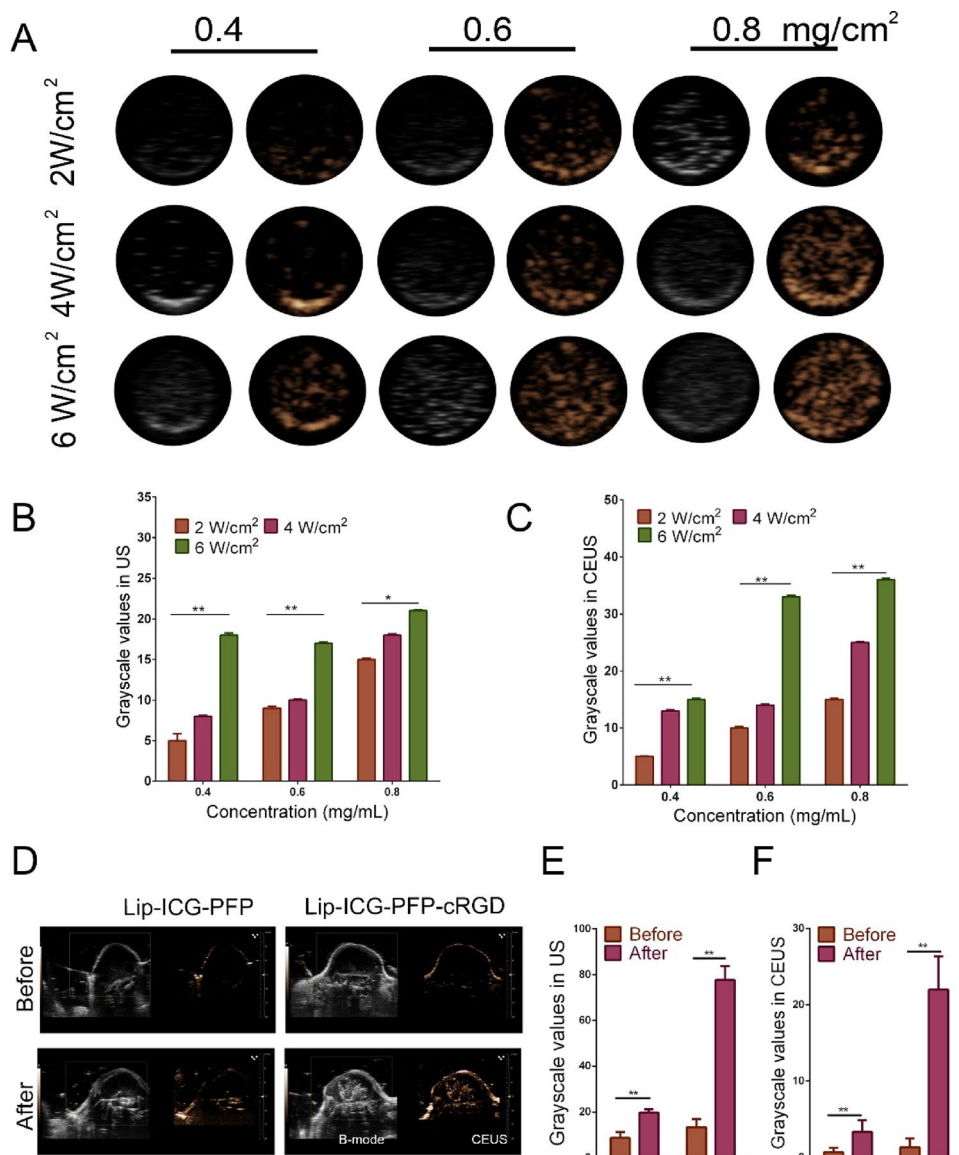 A
0.4 0.6 0.8 mg/cm²
2W/cm²
4W/cm²
6 W/cm²
B
35
30
25
20
15
10
5
0
Grayscale values in US
2 W/cm² 4 W/cm²
6 W/cm²
** ** *
0.4 0.6 0.8
Concentration (mg/mL)
C
50
40
30
20
10
0
Grayscale values in CEUS
2 W/cm² 4 W/cm²
6 W/cm²
** ** **
0.4 0.6 0.8
Concentration (mg/mL)
D
Lip-ICG-PFP Lip-ICG-PFP-cRGD
Before
After
B-mode CEUS
E
100
80
60
40
20
Grayscale values in US
Before
After
** **
F
30
20
10
Grayscale values in CEUS
Before
After
** **